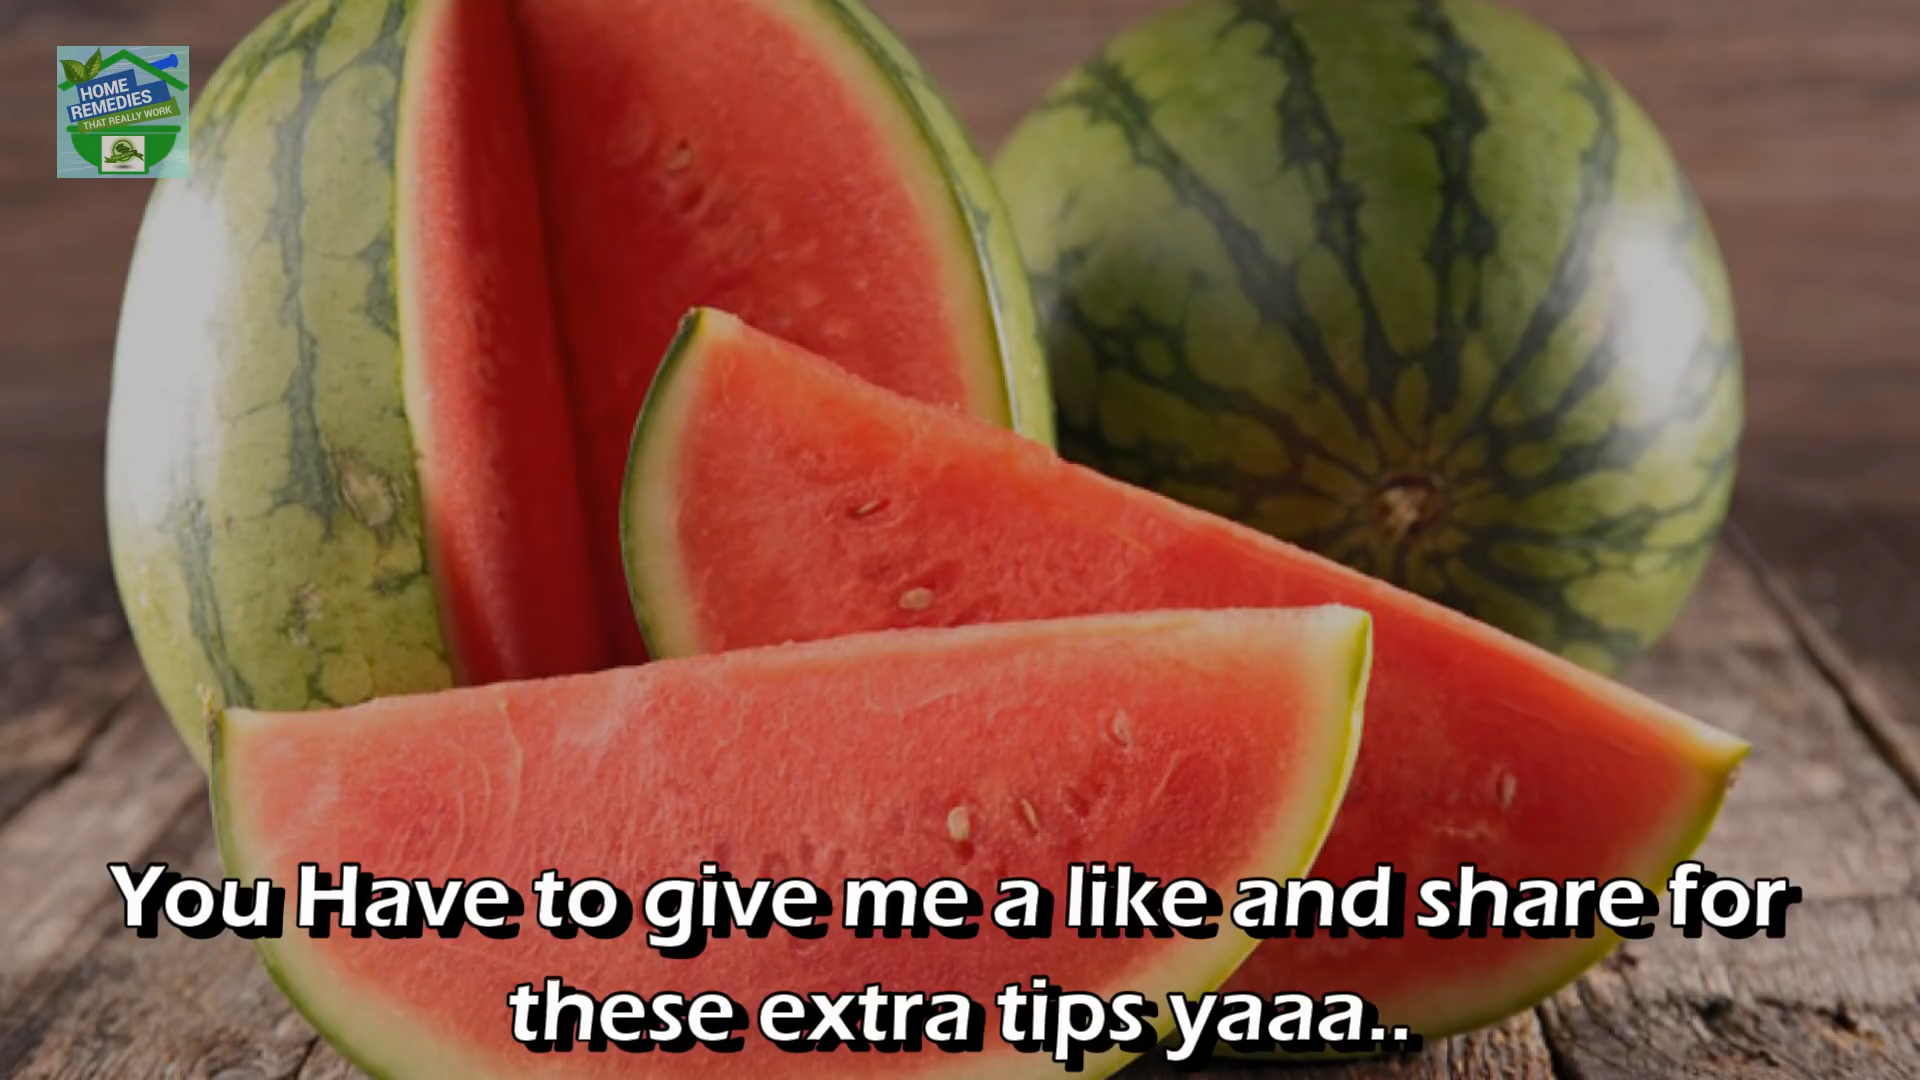 HOME
REMEDIES
THAT REALLY WORK
You Have to give me a like and share for
these extra tips yaaa..